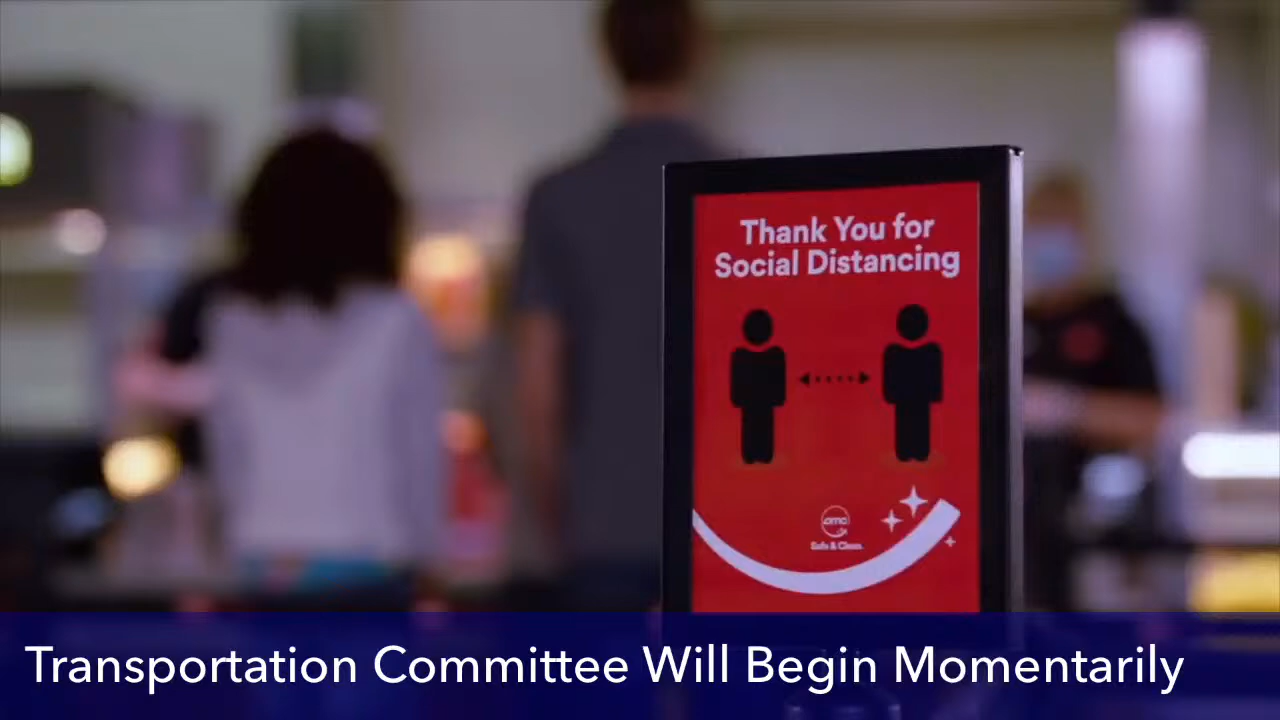 Thank You for
Social Distancing
amc
Safe & Clean.
Transportation Committee Will Begin Momentarily